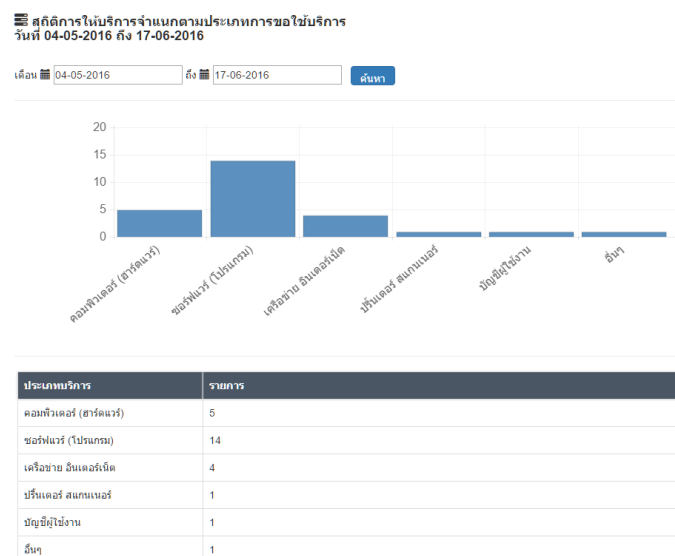 สถิติการให้บริการจำแนกตามประเภทการขอใช้บริการ
วันที่ 04-05-2016 ถึง 17-06-2016
เดือน 04-05-2016 ถึง 17-06-2016 ค้นหา
20
15
10
5
0
คอมพิวเตอร์ (ฮาร์ดแวร์)
ซอร์ฟแวร์ (โปรแกรม)
เครือข่าย อินเตอร์เน็ต
ปริ้นเตอร์ สแกนเนอร์
บัญชีผู้ใช้งาน
อื่นๆ
ประเภทบริการ รายการ
คอมพิวเตอร์ (ฮาร์ดแวร์) 5
ซอร์ฟแวร์ (โปรแกรม) 14
เครือข่าย อินเตอร์เน็ต 4
ปริ้นเตอร์ สแกนเนอร์ 1
บัญชีผู้ใช้งาน 1
อื่นๆ 1